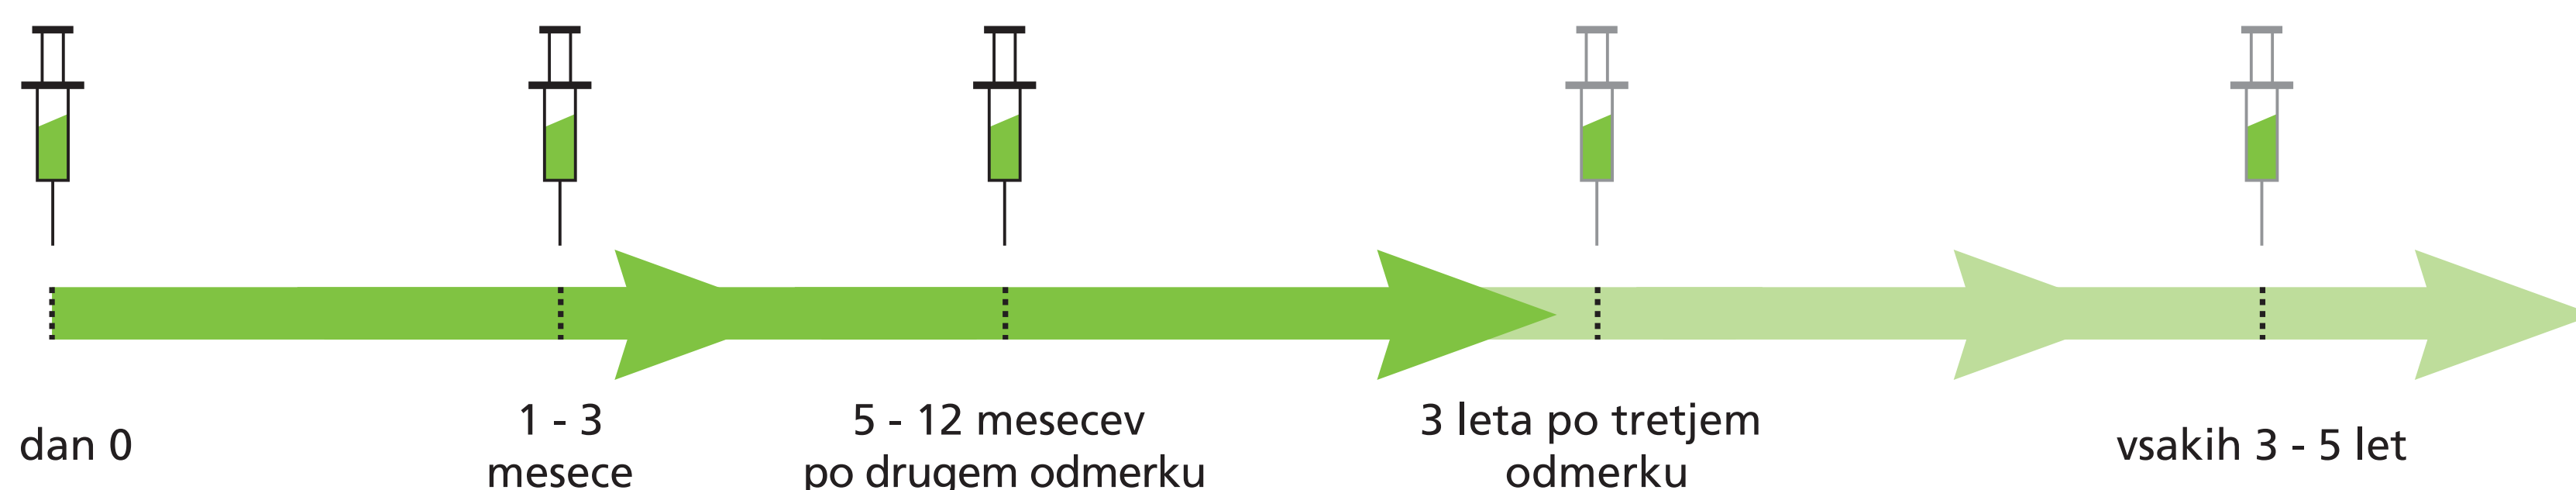 dan 0
1 - 3
mesece
5 - 12 mesecev
po drugem odmerku
3 leta po tretjem
odmerku
vsakih 3 - 5 let